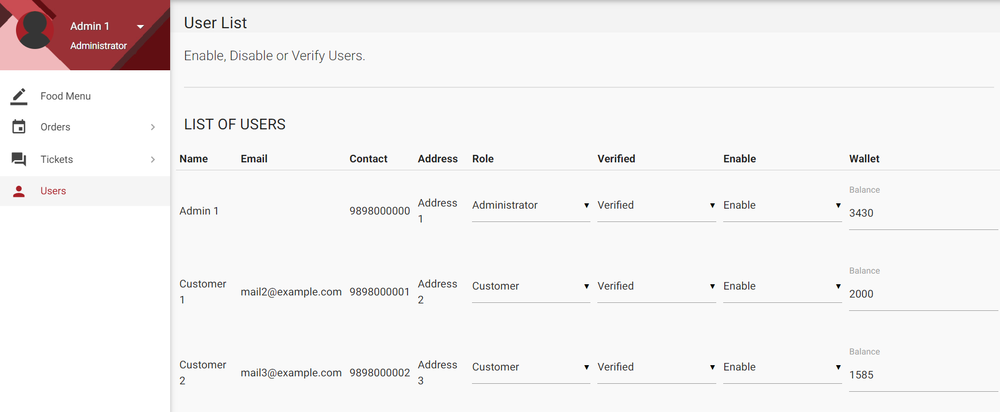 Admin 1
Administrator
Food Menu
Orders
Tickets
Users
User List
Enable, Disable or Verify Users.
LIST OF USERS
Name Email Contact Address Role Verified Enable Wallet
Balance
Admin 1 9898000000 Address 1 Administrator Verified Enable 3430
Balance
Customer 1 mail2@example.com 9898000001 Address 2 Customer Verified Enable 2000
Balance
Customer 2 mail3@example.com 9898000002 Address 3 Customer Verified Enable 1585